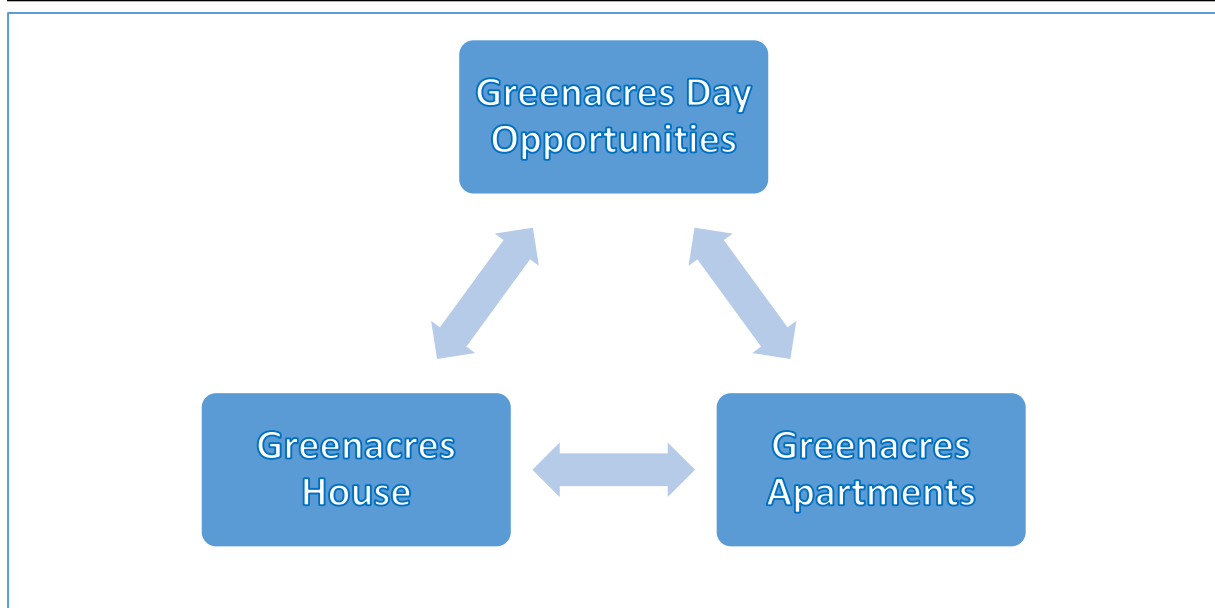 Greenacres Day
Opportunities
Greenacres
House
Greenacres
Apartments